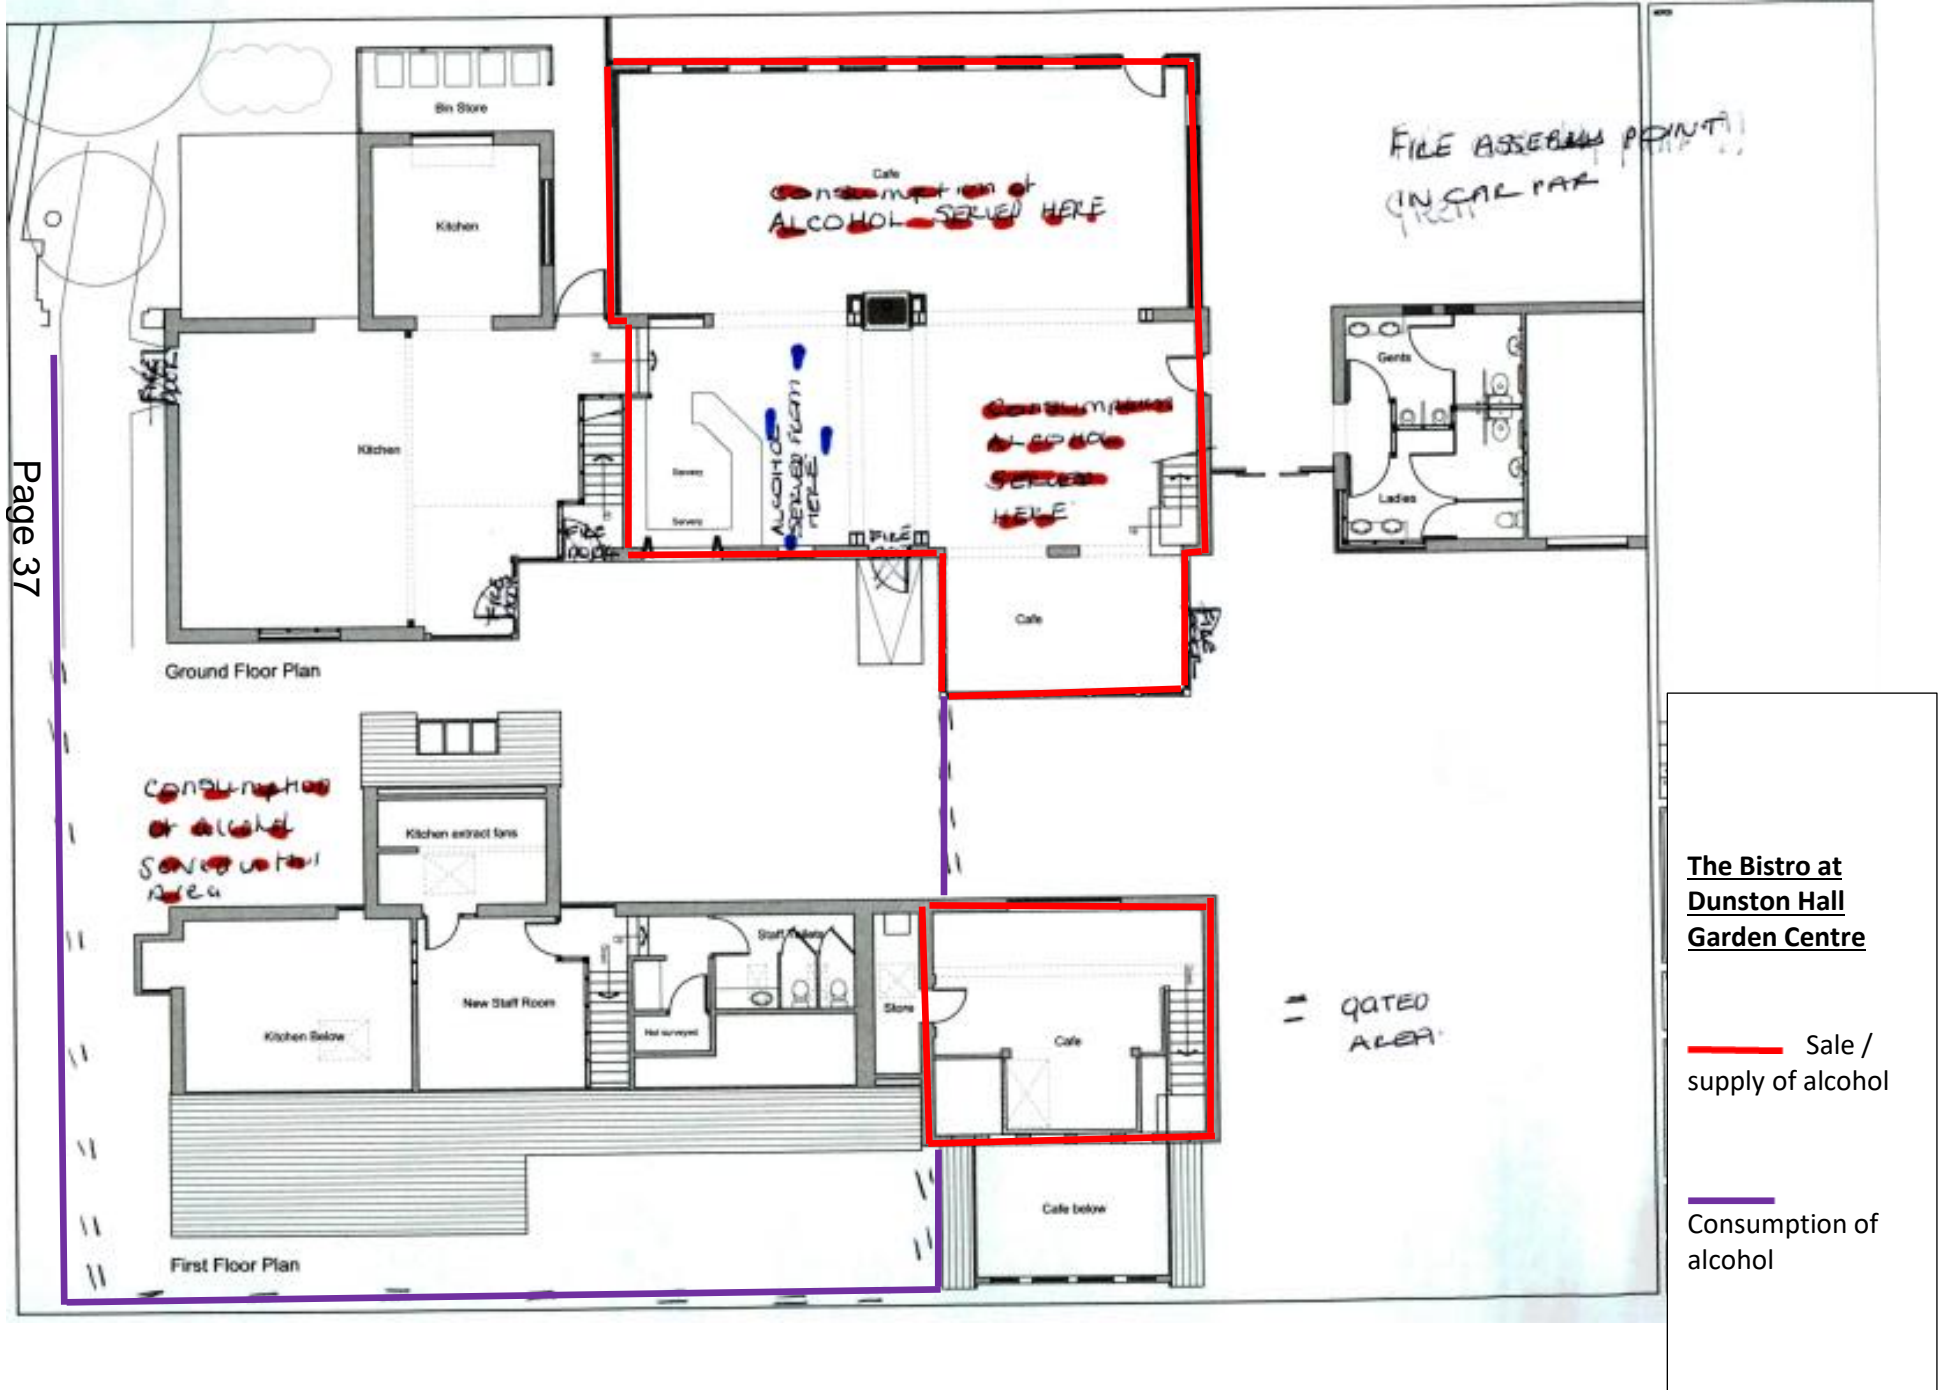 Bin Store
Kitchen
Cafe
Consumption of
ALCOHOL SERVED HERE
FIRE ASSEMBLY POINT
IN CAR PAR
FIRE
DOOR
Kitchen
Servery
Servery
ALCOHOL
SERVED FROM
HERE
Consumption
ALCOHOL
SERVED
HERE
Gents
Ladies
FIRE
DOOR
FIRE
FIRE
Cafe
FIRE
Page 37
Ground Floor Plan
Consumption
of alcohol
Served in this
Area
Kitchen extract fans
Kitchen Below
New Staff Room
Staff Toilets
Not surveyed
Store
Cafe
= GATED
AREA.
Cafe below
First Floor Plan
The Bistro at
Dunston Hall
Garden Centre
Sale /
supply of alcohol
Consumption of
alcohol